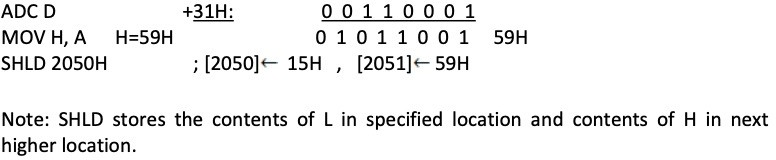 ADC D +31H: 0 0 1 1 0 0 0 1
MOV H, A H=59H 0 1 0 1 1 0 0 1 59H
SHLD 2050H ; [2050]← 15H , [2051]← 59H
Note: SHLD stores the contents of L in specified location and contents of H in next
higher location.